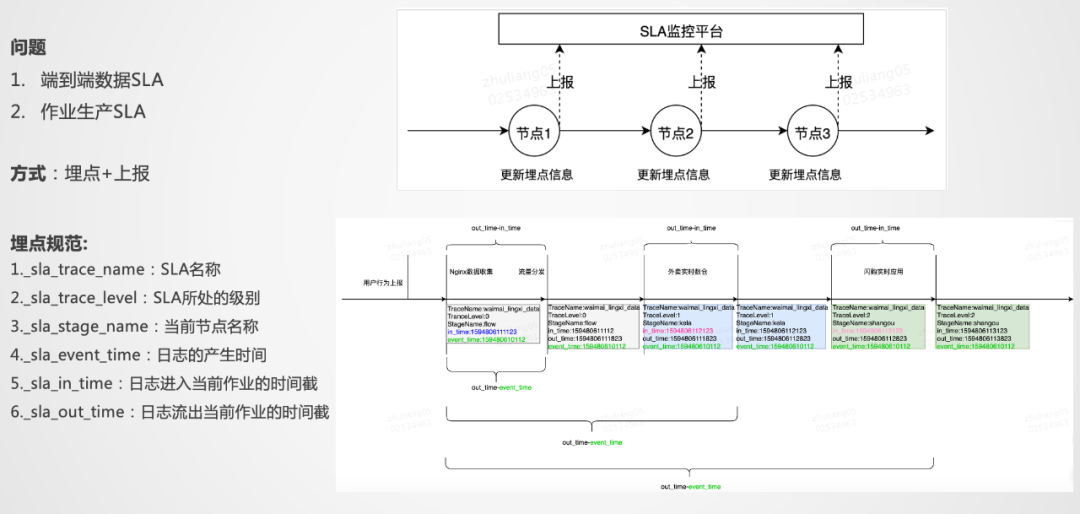 问题
1. 端到端数据SLA
2. 作业生产SLA
方式：埋点+上报
埋点规范:
1._sla_trace_name：SLA名称
2._sla_trace_level：SLA所处的级别
3._sla_stage_name：当前节点名称
4._sla_event_time：日志的产生时间
5._sla_in_time：日志进入当前作业的时间截
6._sla_out_time：日志流出当前作业的时间截
SLA监控平台
zhuliang05
02534963
zhuliang05
02534963
上报 上报 上报
节点1 节点2 节点3
更新埋点信息 更新埋点信息 更新埋点信息
out_time-in_time out_time-in_time out_time-in_time
用户行为上报
Nginx数据收集 流量分发 外卖实时数仓 闪购实时应用
TraceName:waimai_lingxi_data
TranceLevel:0
StageName:flow
in_time:1594806111123
event_time:1594806110112
TraceName:waimai_lingxi_data
TraceLevel:0
StageName:flow
in_time:1594806111123
out_time:1594806111823
event_time:1594806110112
TraceName:waimai_lingxi_data
TraceLevel:1
StageName:kela
in_time:1594806112123
out_time:1594806111823
event_time:1594806110112
TraceName:waimai_lingxi_data
TraceLevel:1
StageName:kela
in_time:1594806112123
out_time:1594806112823
event_time:1594806110112
TraceName:waimai_lingxi_data
TraceLevel:2
StageName:shangou
out_time:1594806112823
event_time:1594806110112
TraceName:waimai_lingxi_data
TraceLevel:2
StageName:shangou
in_time:1594806113123
out_time:1594806113823
event_time:1594806110112
out_time-event_time
out_time-event_time
out_time-event_time